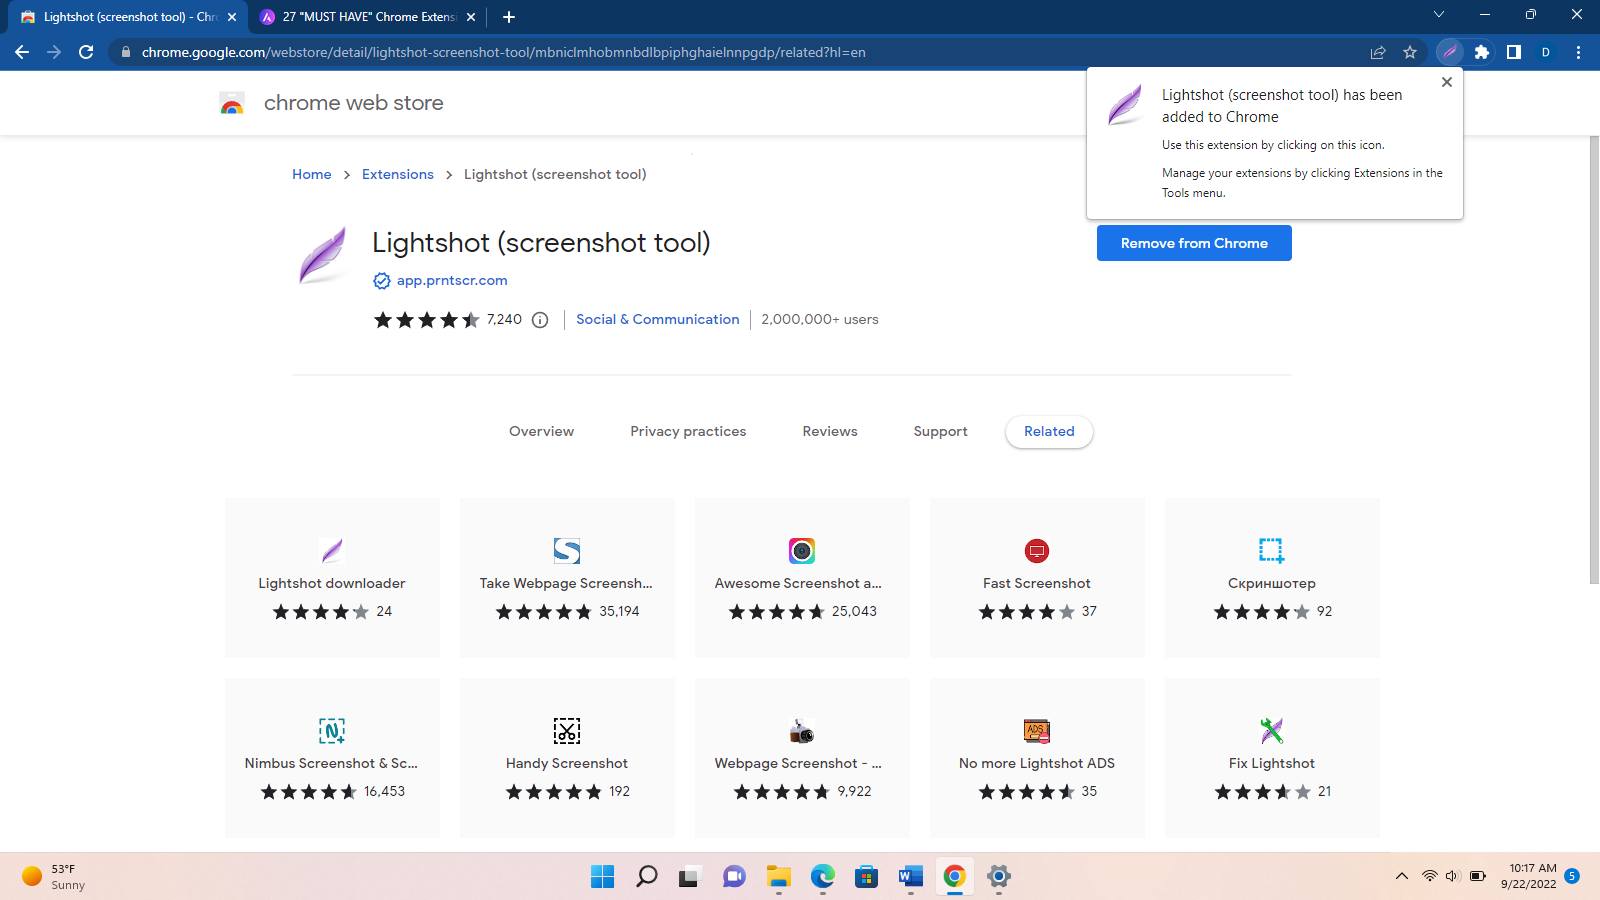 Lightshot (screenshot tool) - Chr
27 "MUST HAVE" Chrome Extensi
chrome.google.com/webstore/detail/lightshot-screenshot-tool/mbniclmhobmnbdlbpiphghaielnnpgdp/related?hl=en
D
chrome web store
Lightshot (screenshot tool) has been
added to Chrome
Use this extension by clicking on this icon.
Manage your extensions by clicking Extensions in the
Tools menu.
Home > Extensions > Lightshot (screenshot tool)
Lightshot (screenshot tool)
Remove from Chrome
app.prntscr.com
7,240
Social & Communication
2,000,000+ users
Overview
Privacy practices
Reviews
Support
Related
Lightshot downloader
24
Take Webpage Screensh...
35,194
Awesome Screenshot a...
25,043
Fast Screenshot
37
Скриншотер
92
Nimbus Screenshot & Sc...
16,453
Handy Screenshot
192
Webpage Screenshot - ...
9,922
ADS
No more Lightshot ADS
35
Fix Lightshot
21
53°F
Sunny
W
10:17 AM
9/22/2022
5